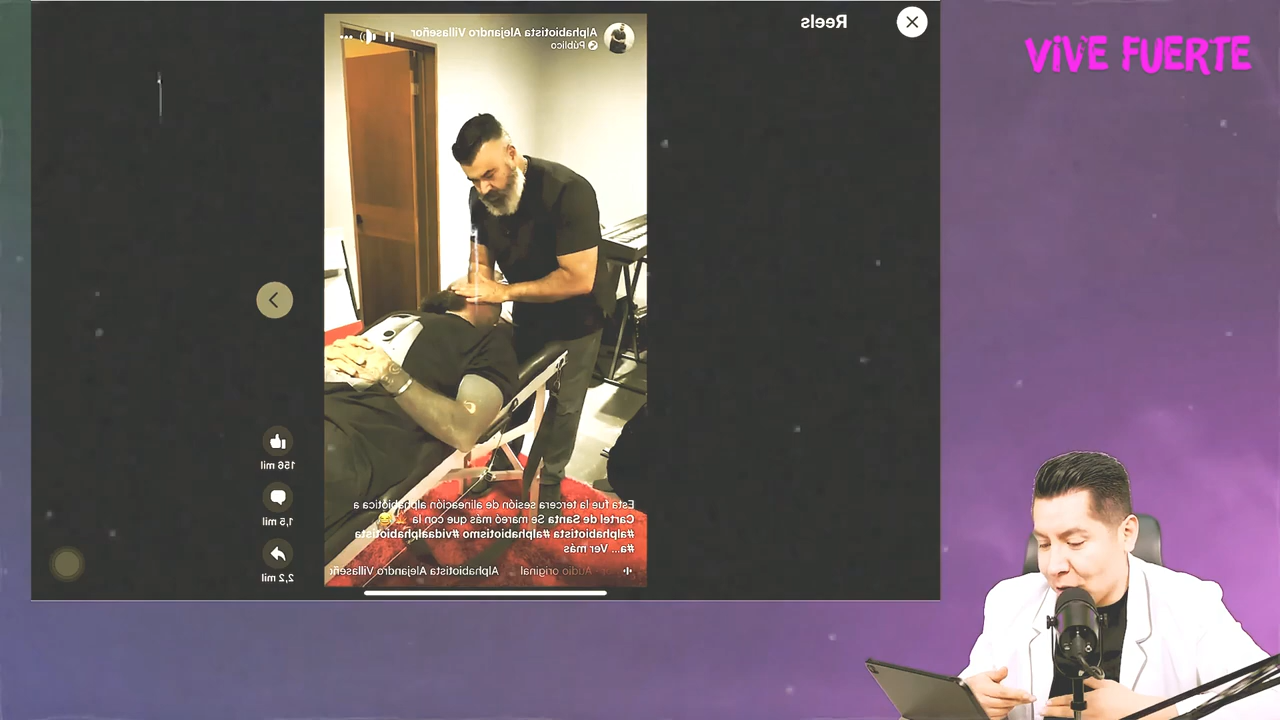 Reels
VIVE FUERTE
Alphabiotista Alejandro Villaseñor
Público
156 mil
1,5 mil
2,2 mil
Esta fue la tercera sesión de alineación alphabiótica a
Cartel de Santa Se mareó más que con la
#alphabiotista #alphabiotismo #vidaalphabiotista
#a... Ver más
Audio original
Alphabiotista Alejandro Villaseñor